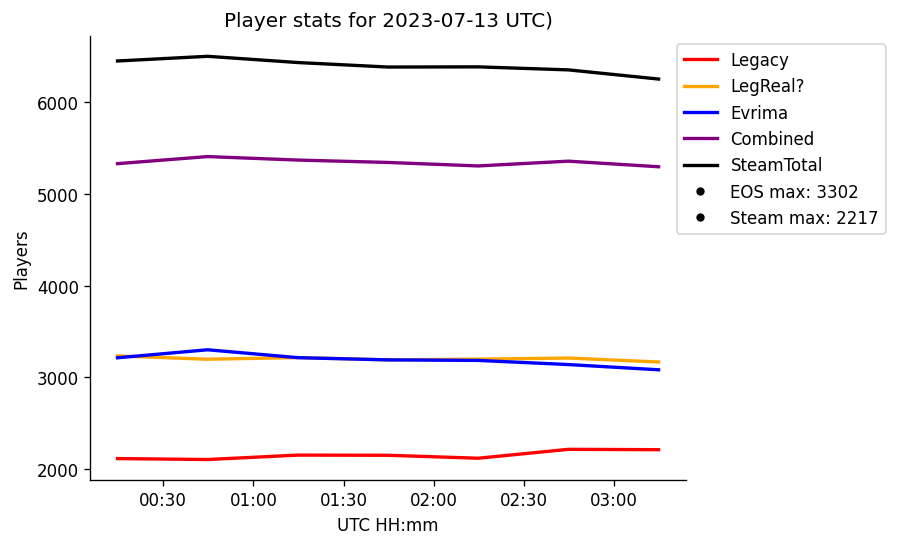 Player stats for 2023-07-13 UTC)
Legacy
LegReal?
Evrima
Combined
SteamTotal
EOS max: 3302
Steam max: 2217
Players
6000
5000
4000
3000
2000
00:30 01:00 01:30 02:00 02:30 03:00
UTC HH:mm